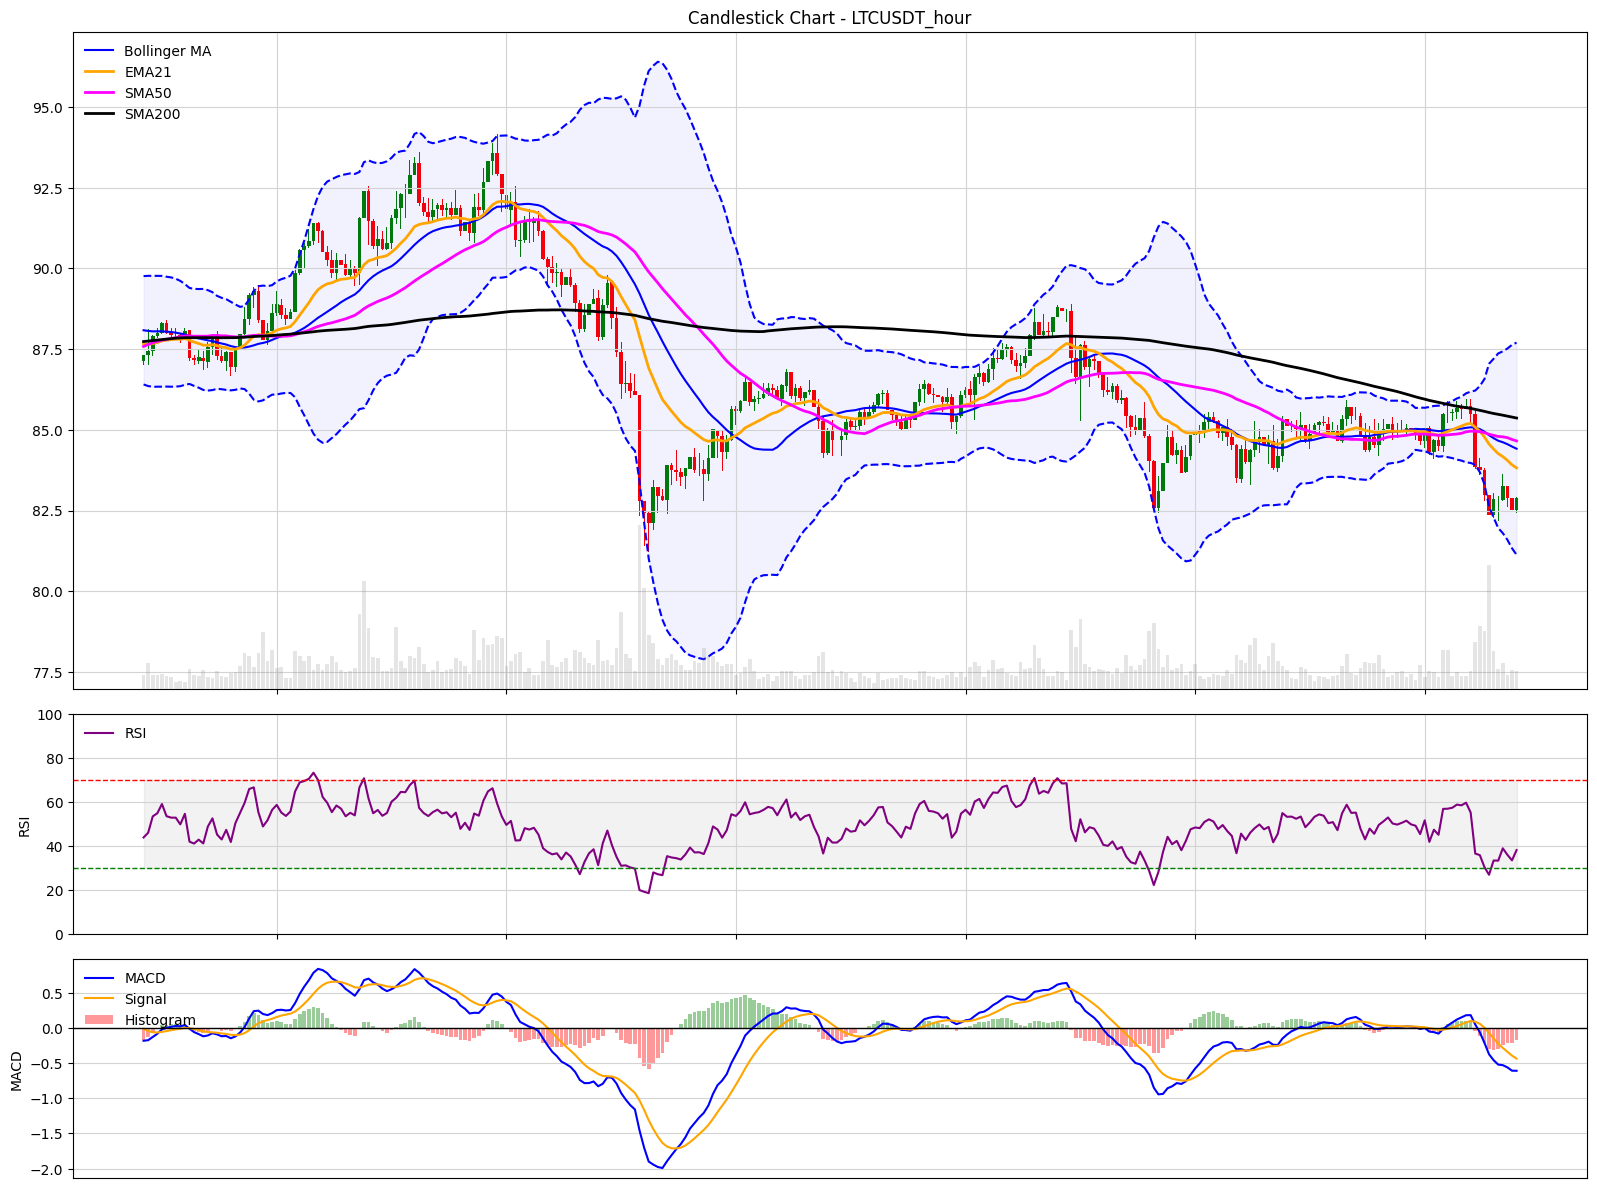 Candlestick Chart - LTCUSDT_hour
Bollinger MA
EMA21
SMA50
SMA200
95.0
92.5
90.0
87.5
85.0
82.5
80.0
77.5
RSI
100
80
60
40
20
0
RSI
MACD
Signal
Histogram
0.5
0.0
−0.5
−1.0
−1.5
−2.0
MACD